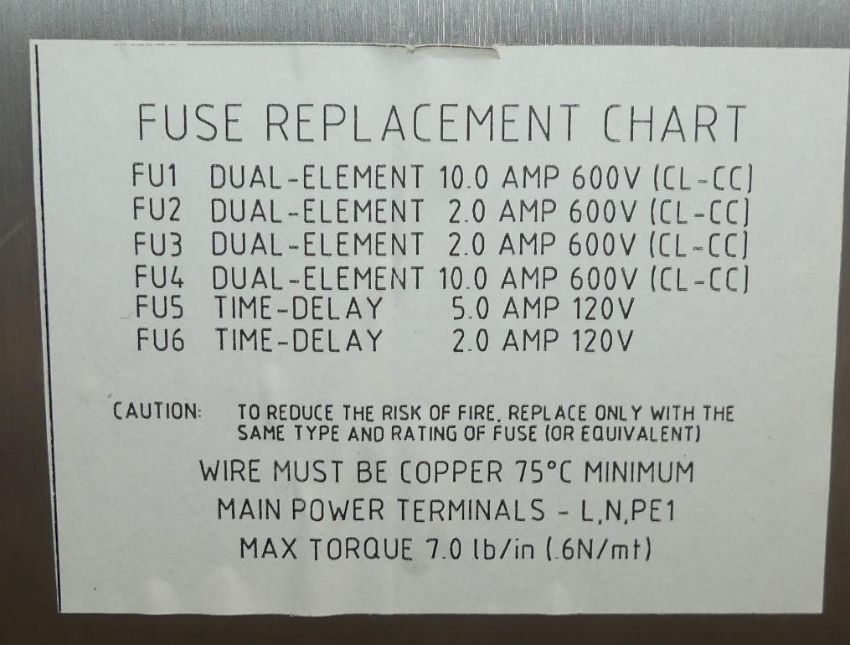 FUSE REPLACEMENT CHART
FU1 DUAL-ELEMENT 10.0 AMP 600V (CL-CC)
FU2 DUAL-ELEMENT 2.0 AMP 600V (CL-CC)
FU3 DUAL-ELEMENT 2.0 AMP 600V (CL-CC)
FU4 DUAL-ELEMENT 10.0 AMP 600V (CL-CC)
FU5 TIME-DELAY 5.0 AMP 120V
FU6 TIME-DELAY 2.0 AMP 120V
CAUTION: TO REDUCE THE RISK OF FIRE, REPLACE ONLY WITH THE
SAME TYPE AND RATING OF FUSE (OR EQUIVALENT)
WIRE MUST BE COPPER 75°C MINIMUM
MAIN POWER TERMINALS - L,N,PE1
MAX TORQUE 7.0 lb/in (.6N/mt)